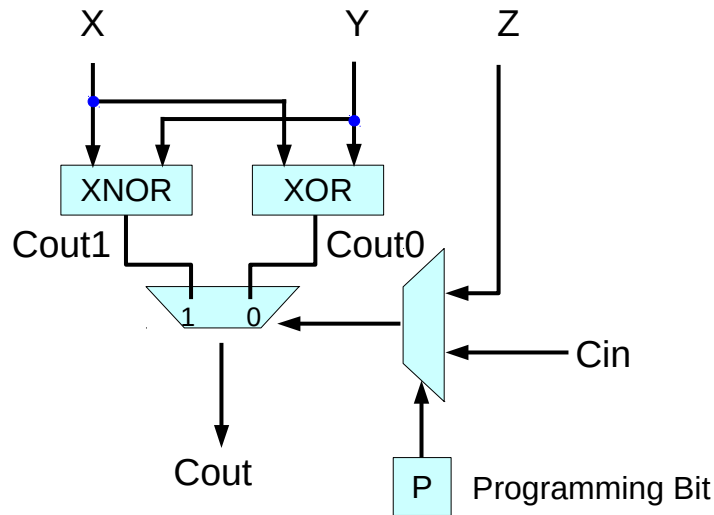 X Y Z
XNOR XOR
Cout1 Cout0
1 0
Cin
Cout
P Programming Bit